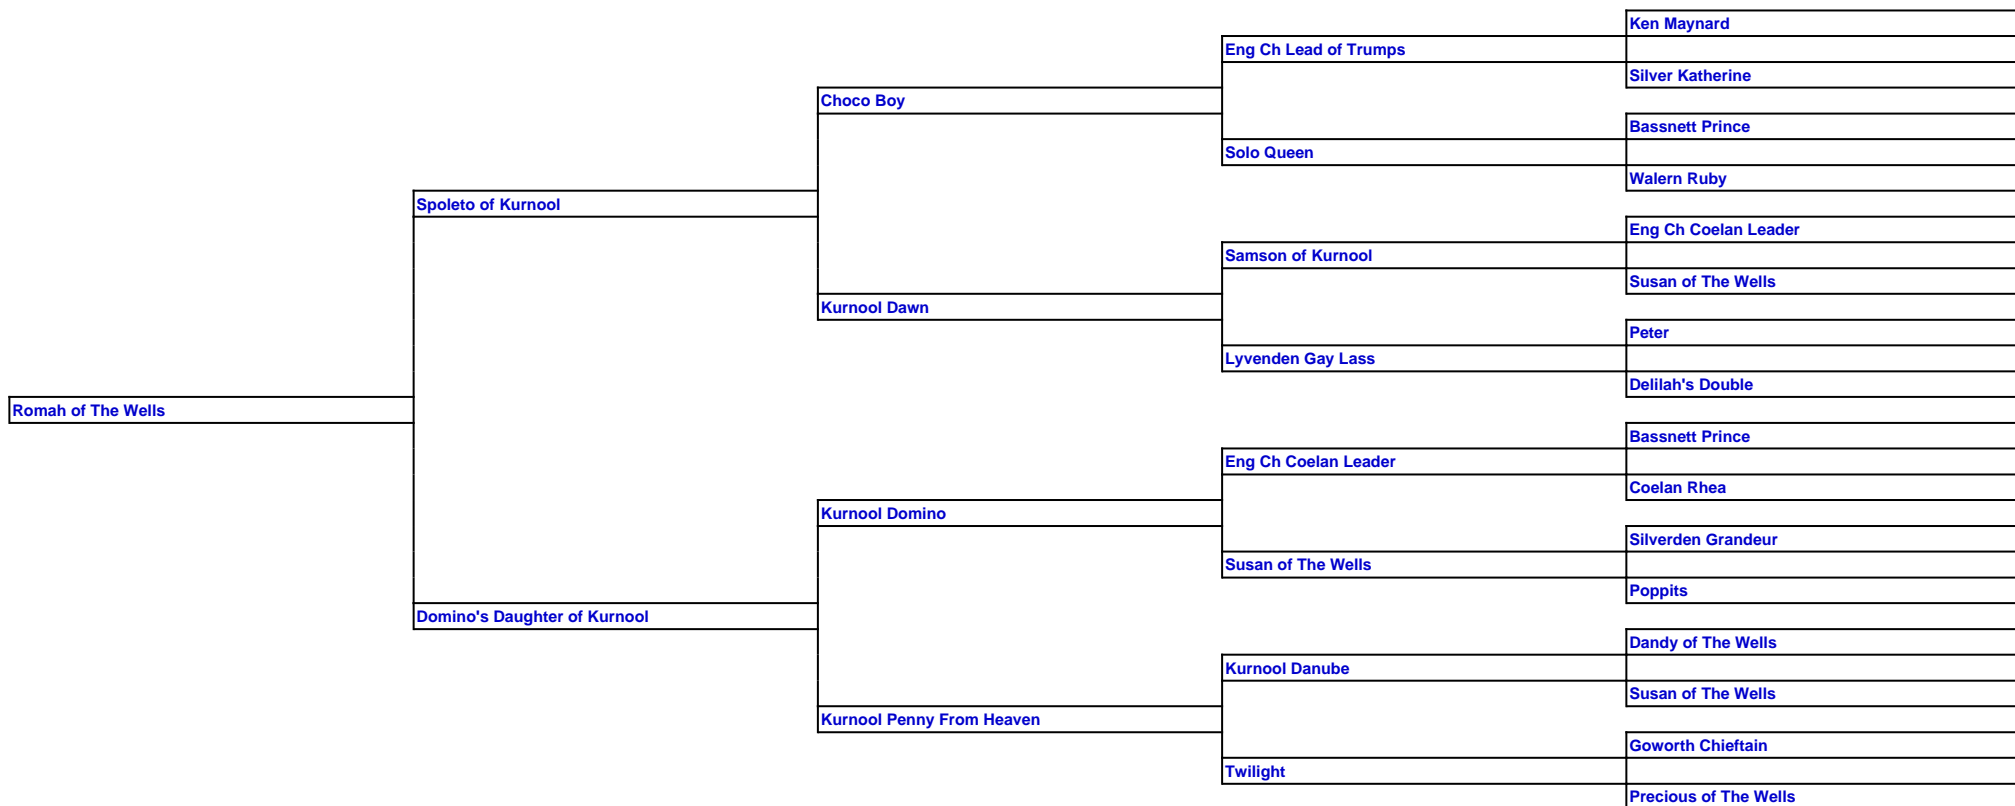 Ken Maynard
Eng Ch Lead of Trumps
Silver Katherine
Choco Boy
Bassnett Prince
Solo Queen
Walern Ruby
Spoleto of Kurnool
Eng Ch Coelan Leader
Samson of Kurnool
Susan of The Wells
Kurnool Dawn
Peter
Lyvenden Gay Lass
Delilah's Double
Romah of The Wells
Bassnett Prince
Eng Ch Coelan Leader
Coelan Rhea
Kurnool Domino
Silverden Grandeur
Susan of The Wells
Poppits
Domino's Daughter of Kurnool
Dandy of The Wells
Kurnool Danube
Susan of The Wells
Kurnool Penny From Heaven
Goworth Chieftain
Twilight
Precious of The Wells